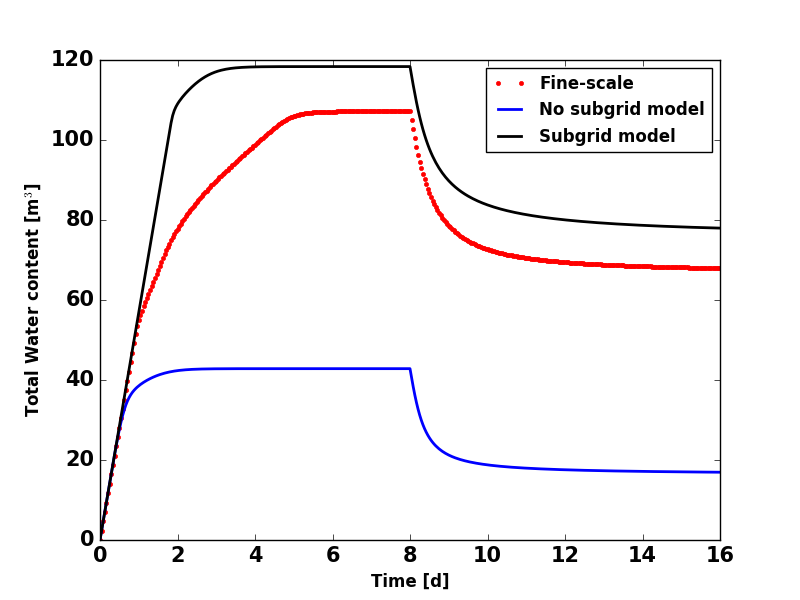 120
100
80
60
40
20
0
Total Water content [m³]
Fine-scale
No subgrid model
Subgrid model
0 2 4 6 8 10 12 14 16
Time [d]